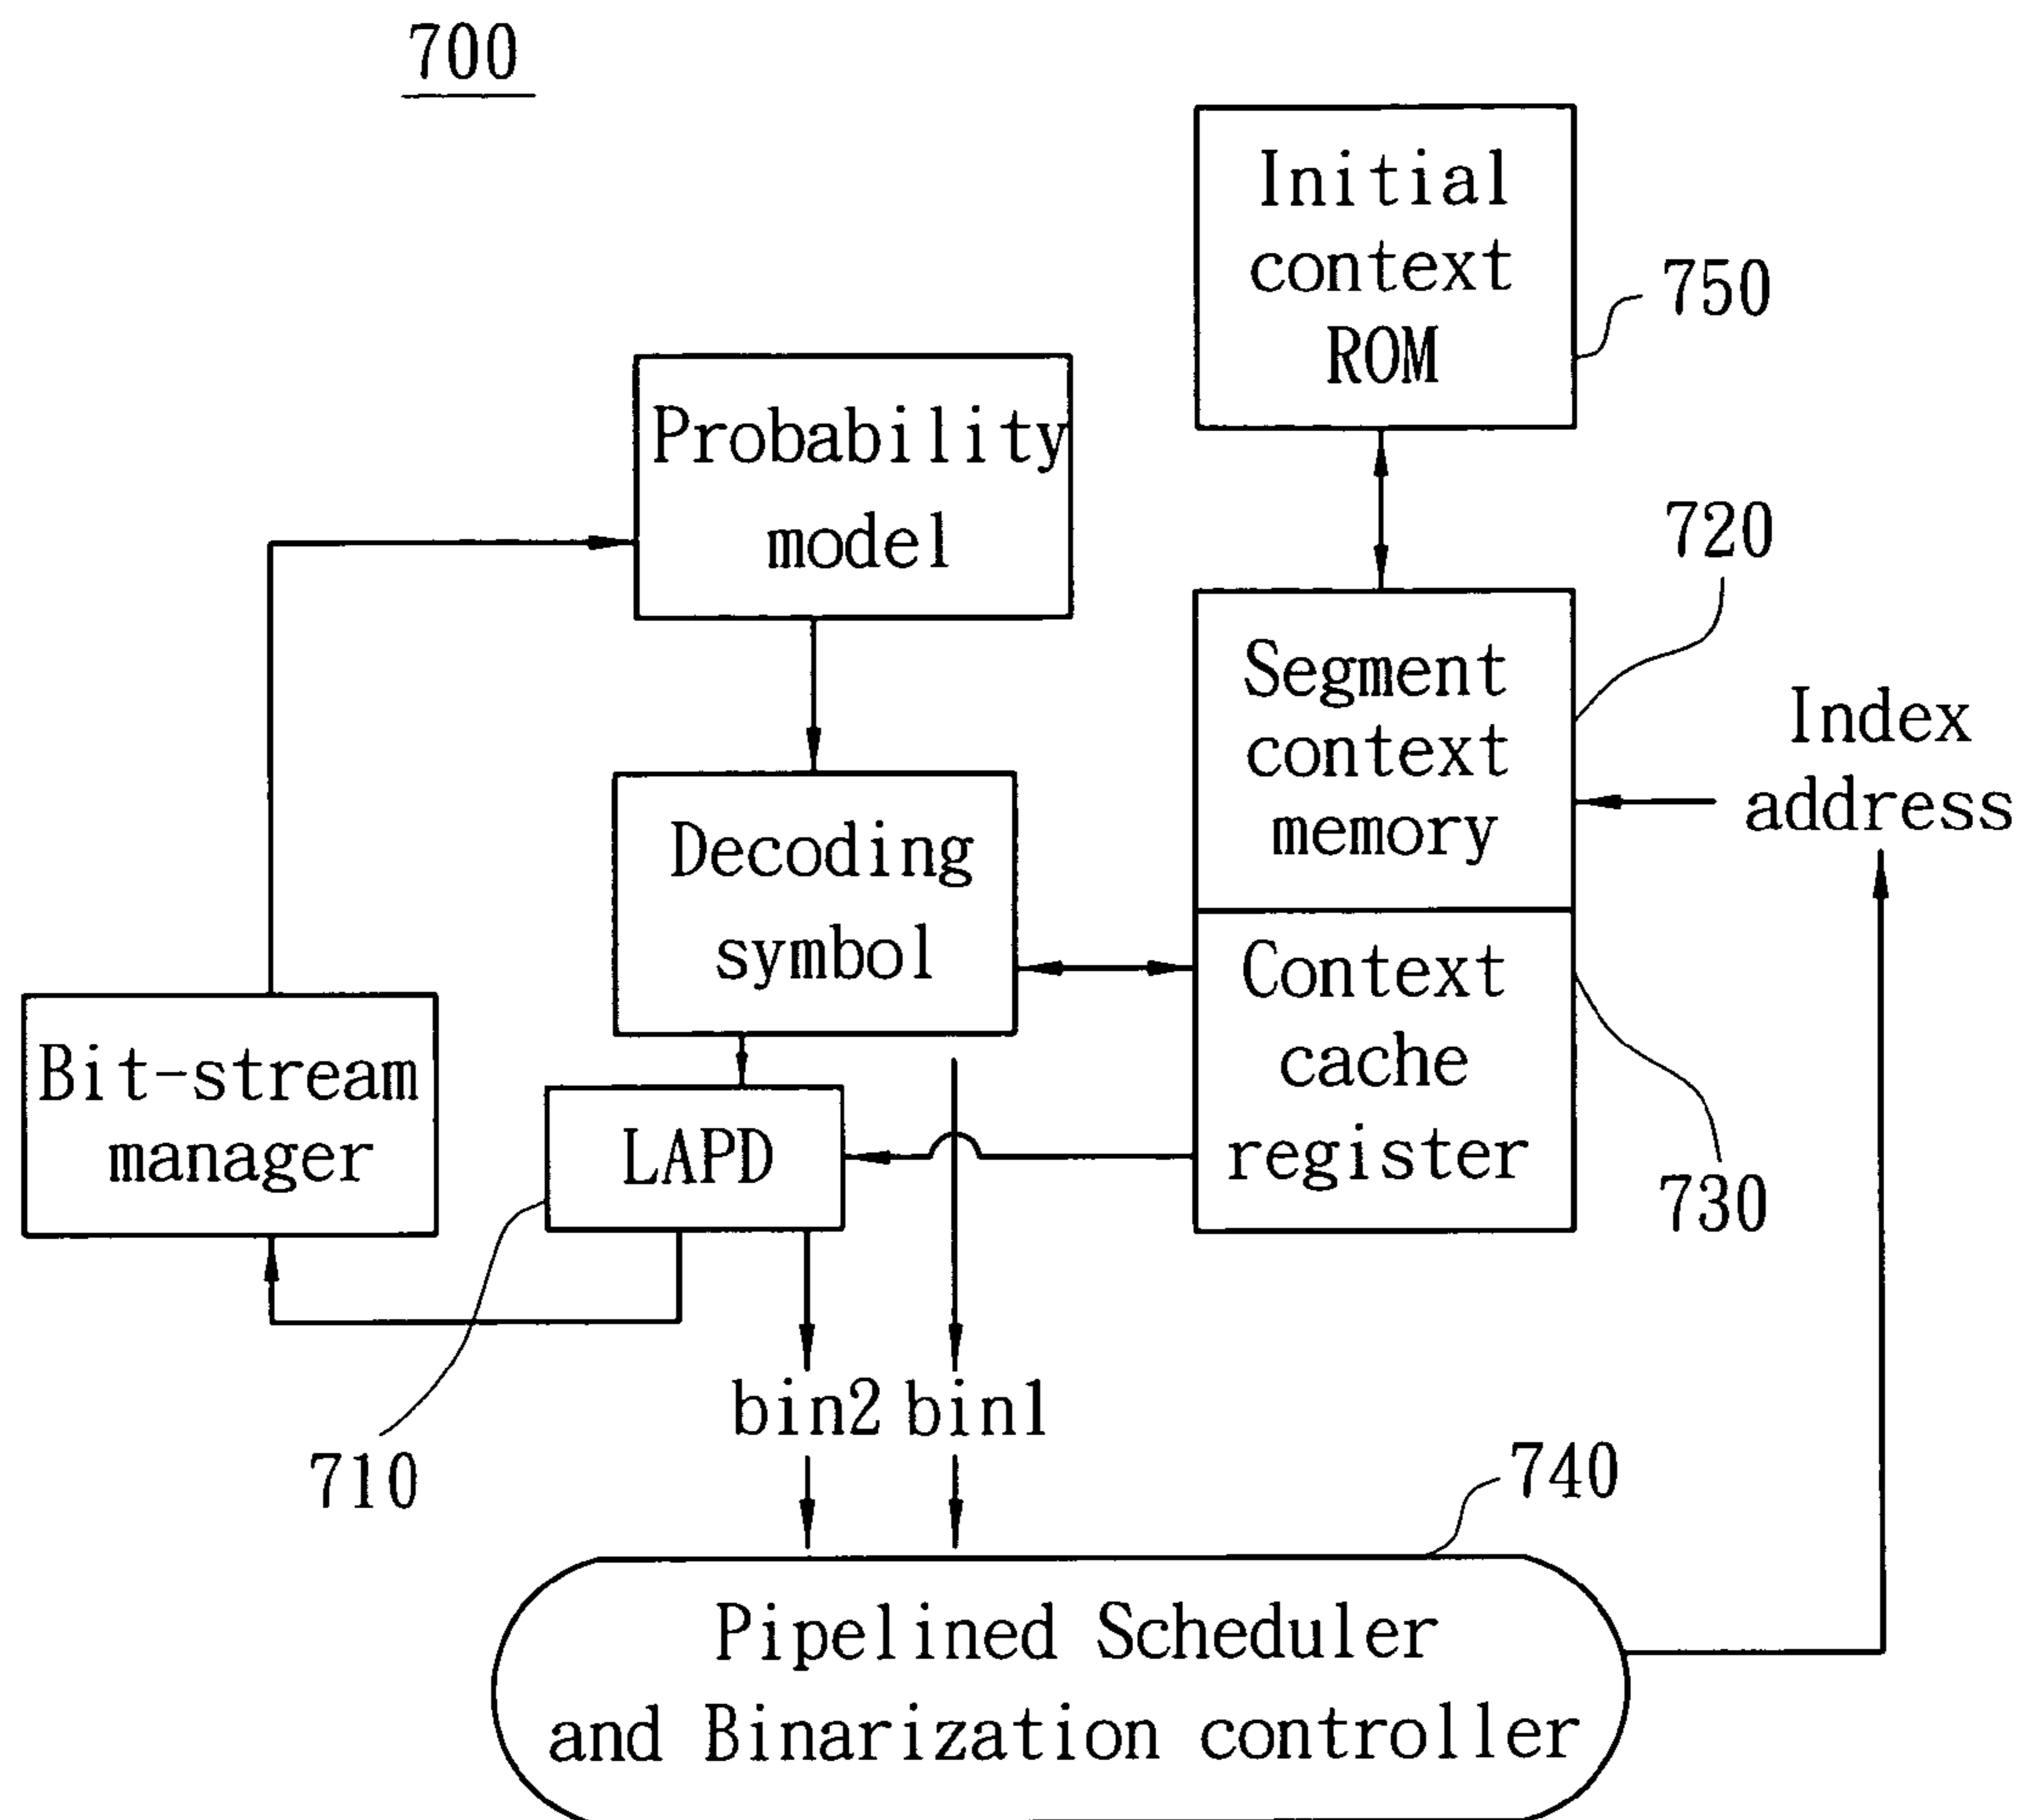 700
Initial
context
ROM
750
Probability
model
720
Segment
context
memory
Index
address
Decoding
symbol
Context
cache
register
730
Bit-stream
manager
LAPD
710
bin2 bin1
740
Pipelined Scheduler
and Binarization controller